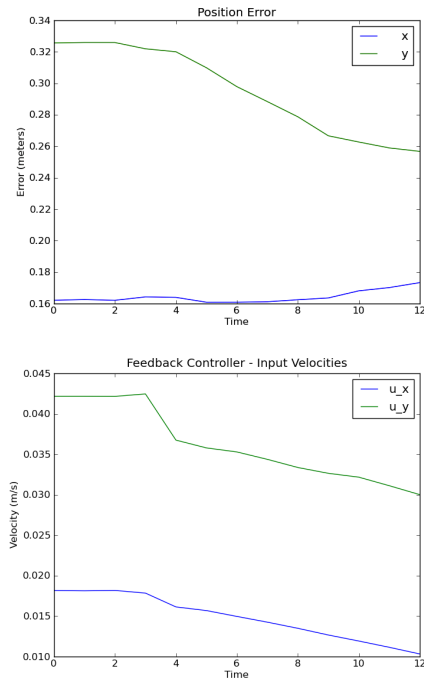 Position Error
0.34
0.32
0.30
0.28
0.26
0.24
0.22
0.20
0.18
0.16
Error (meters)
x
y
0 2 4 6 8 10 12
Time
Feedback Controller - Input Velocities
0.045
0.040
0.035
0.030
0.025
0.020
0.015
0.010
Velocity (m/s)
u_x
u_y
0 2 4 6 8 10 12
Time